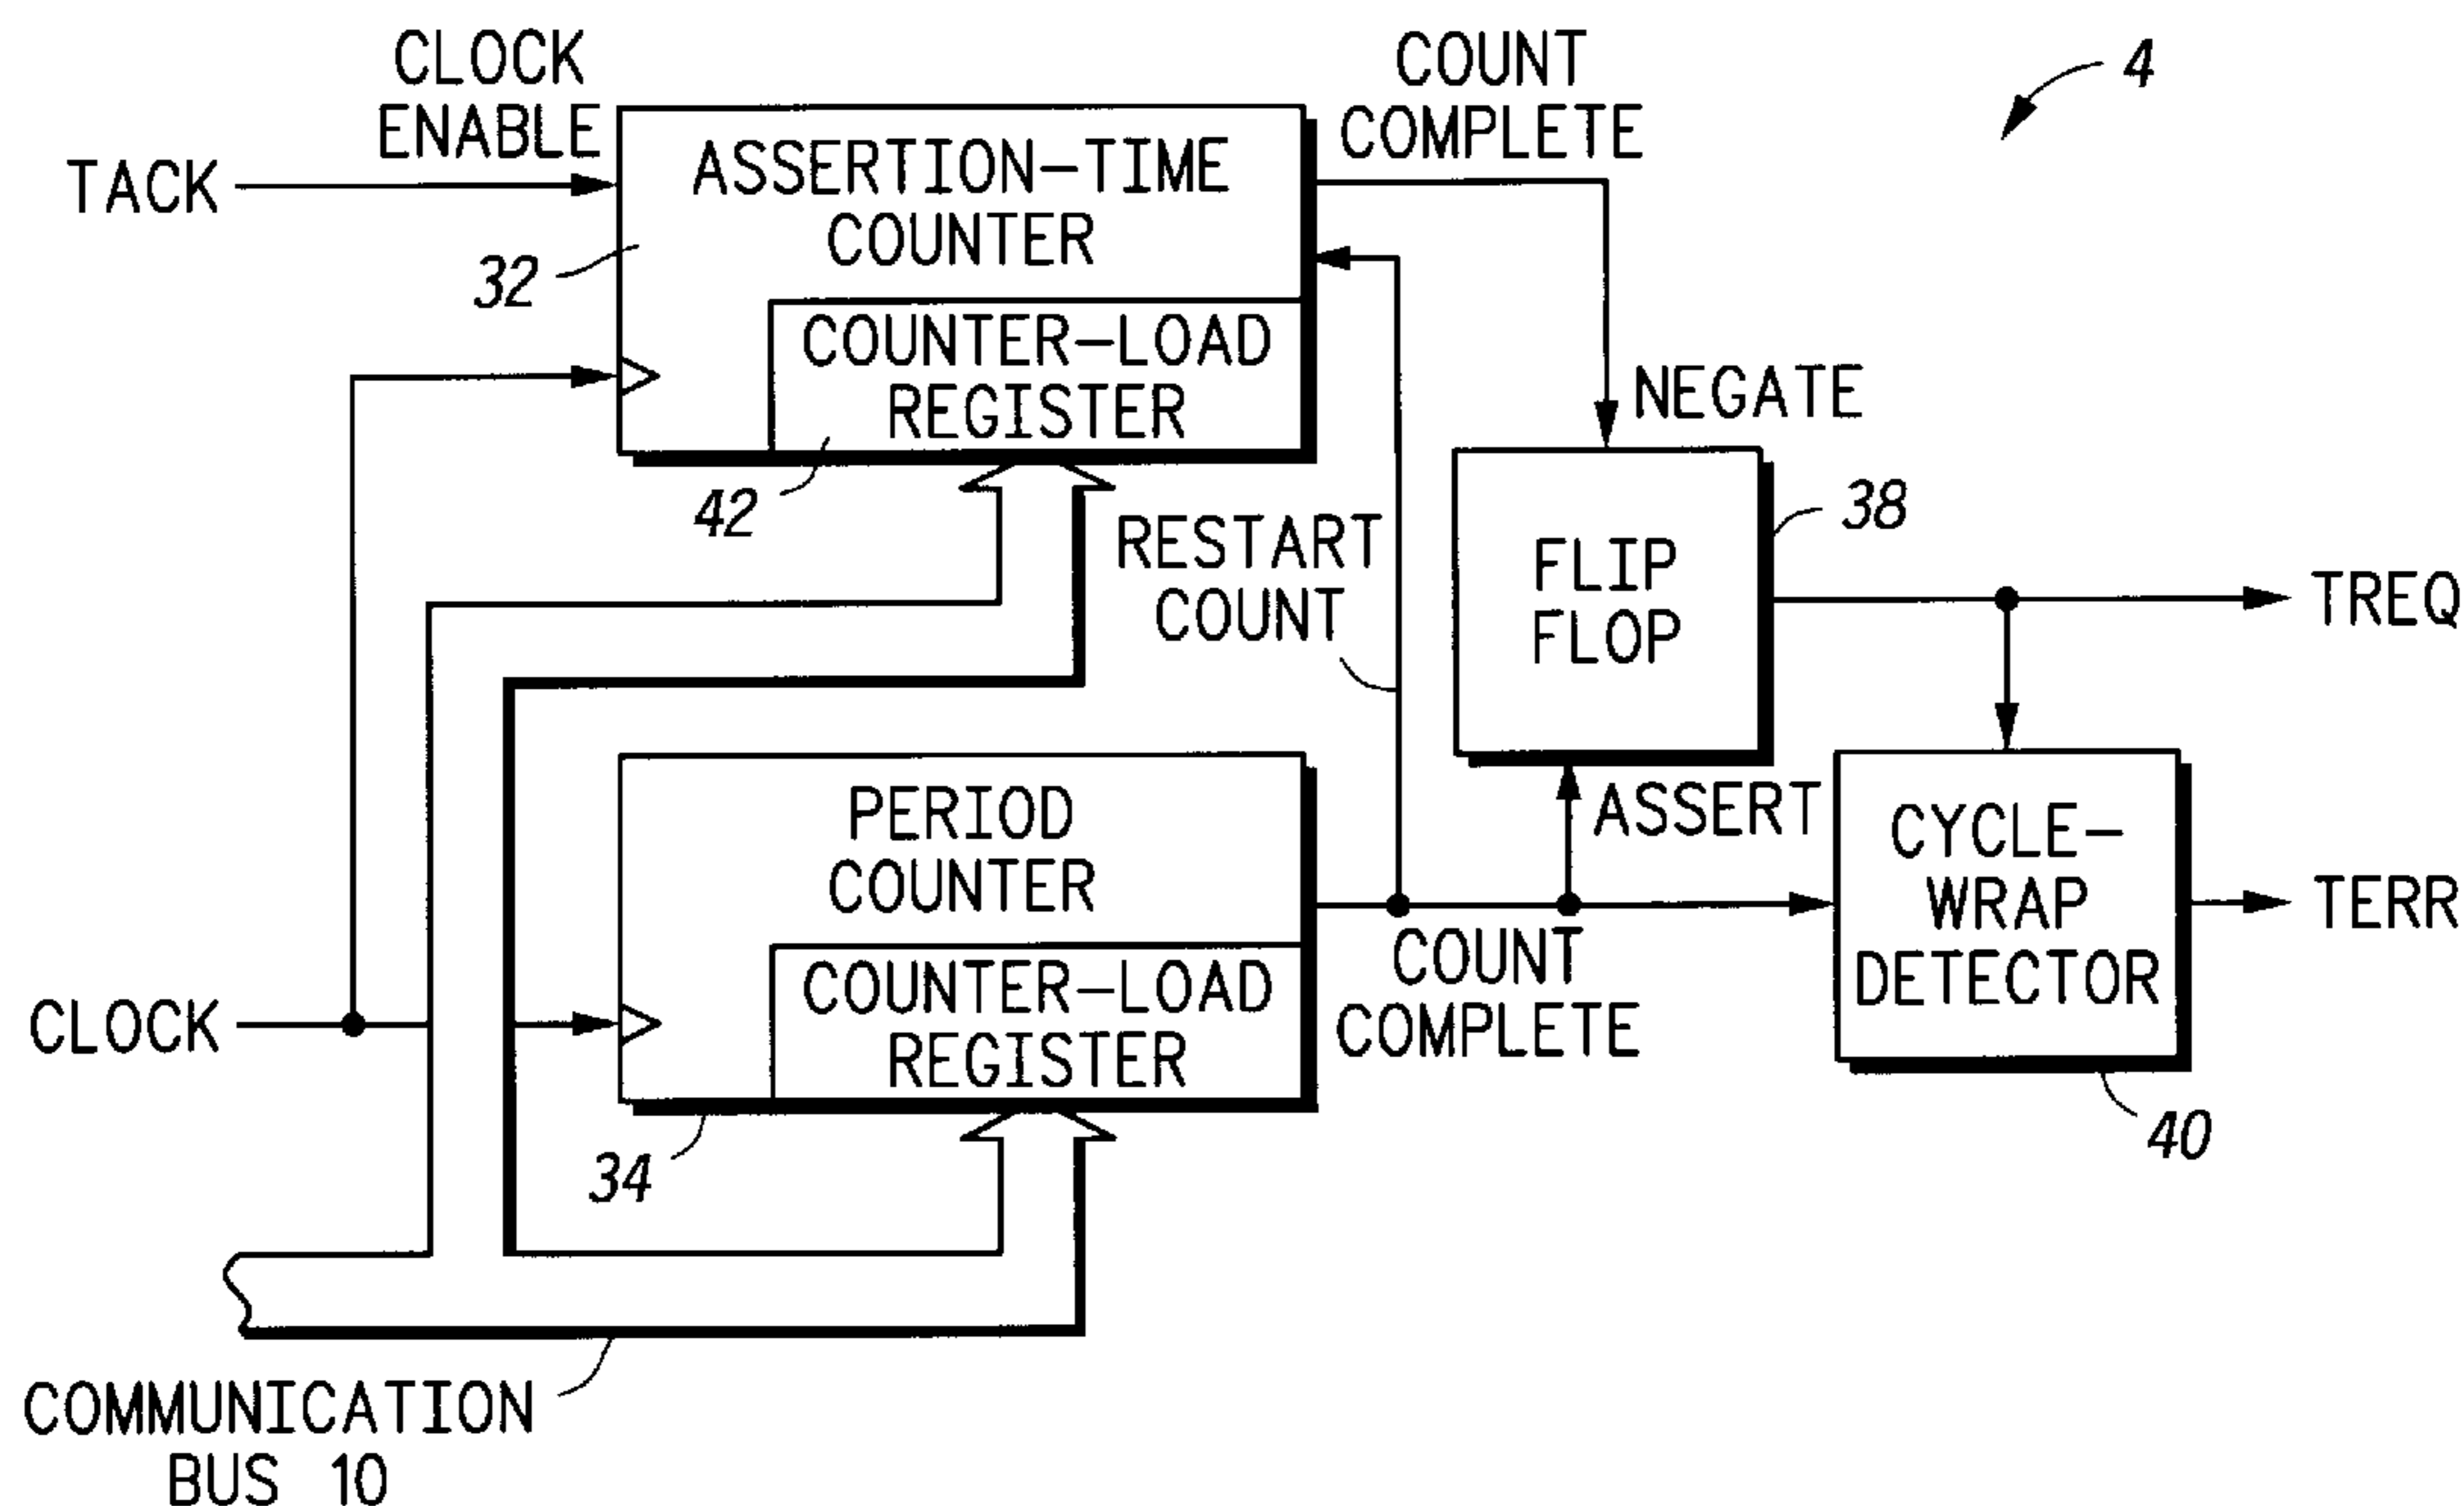 CLOCK
ENABLE
COUNT
COMPLETE
4
TACK
ASSERTION-TIME
COUNTER
32
COUNTER-LOAD
REGISTER
42
NEGATE
RESTART
COUNT
FLIP
FLOP
38
TREQ
PERIOD
COUNTER
COUNTER-LOAD
REGISTER
34
ASSERT
COUNT
COMPLETE
CYCLE-
WRAP
DETECTOR
TERR
40
CLOCK
COMMUNICATION
BUS 10